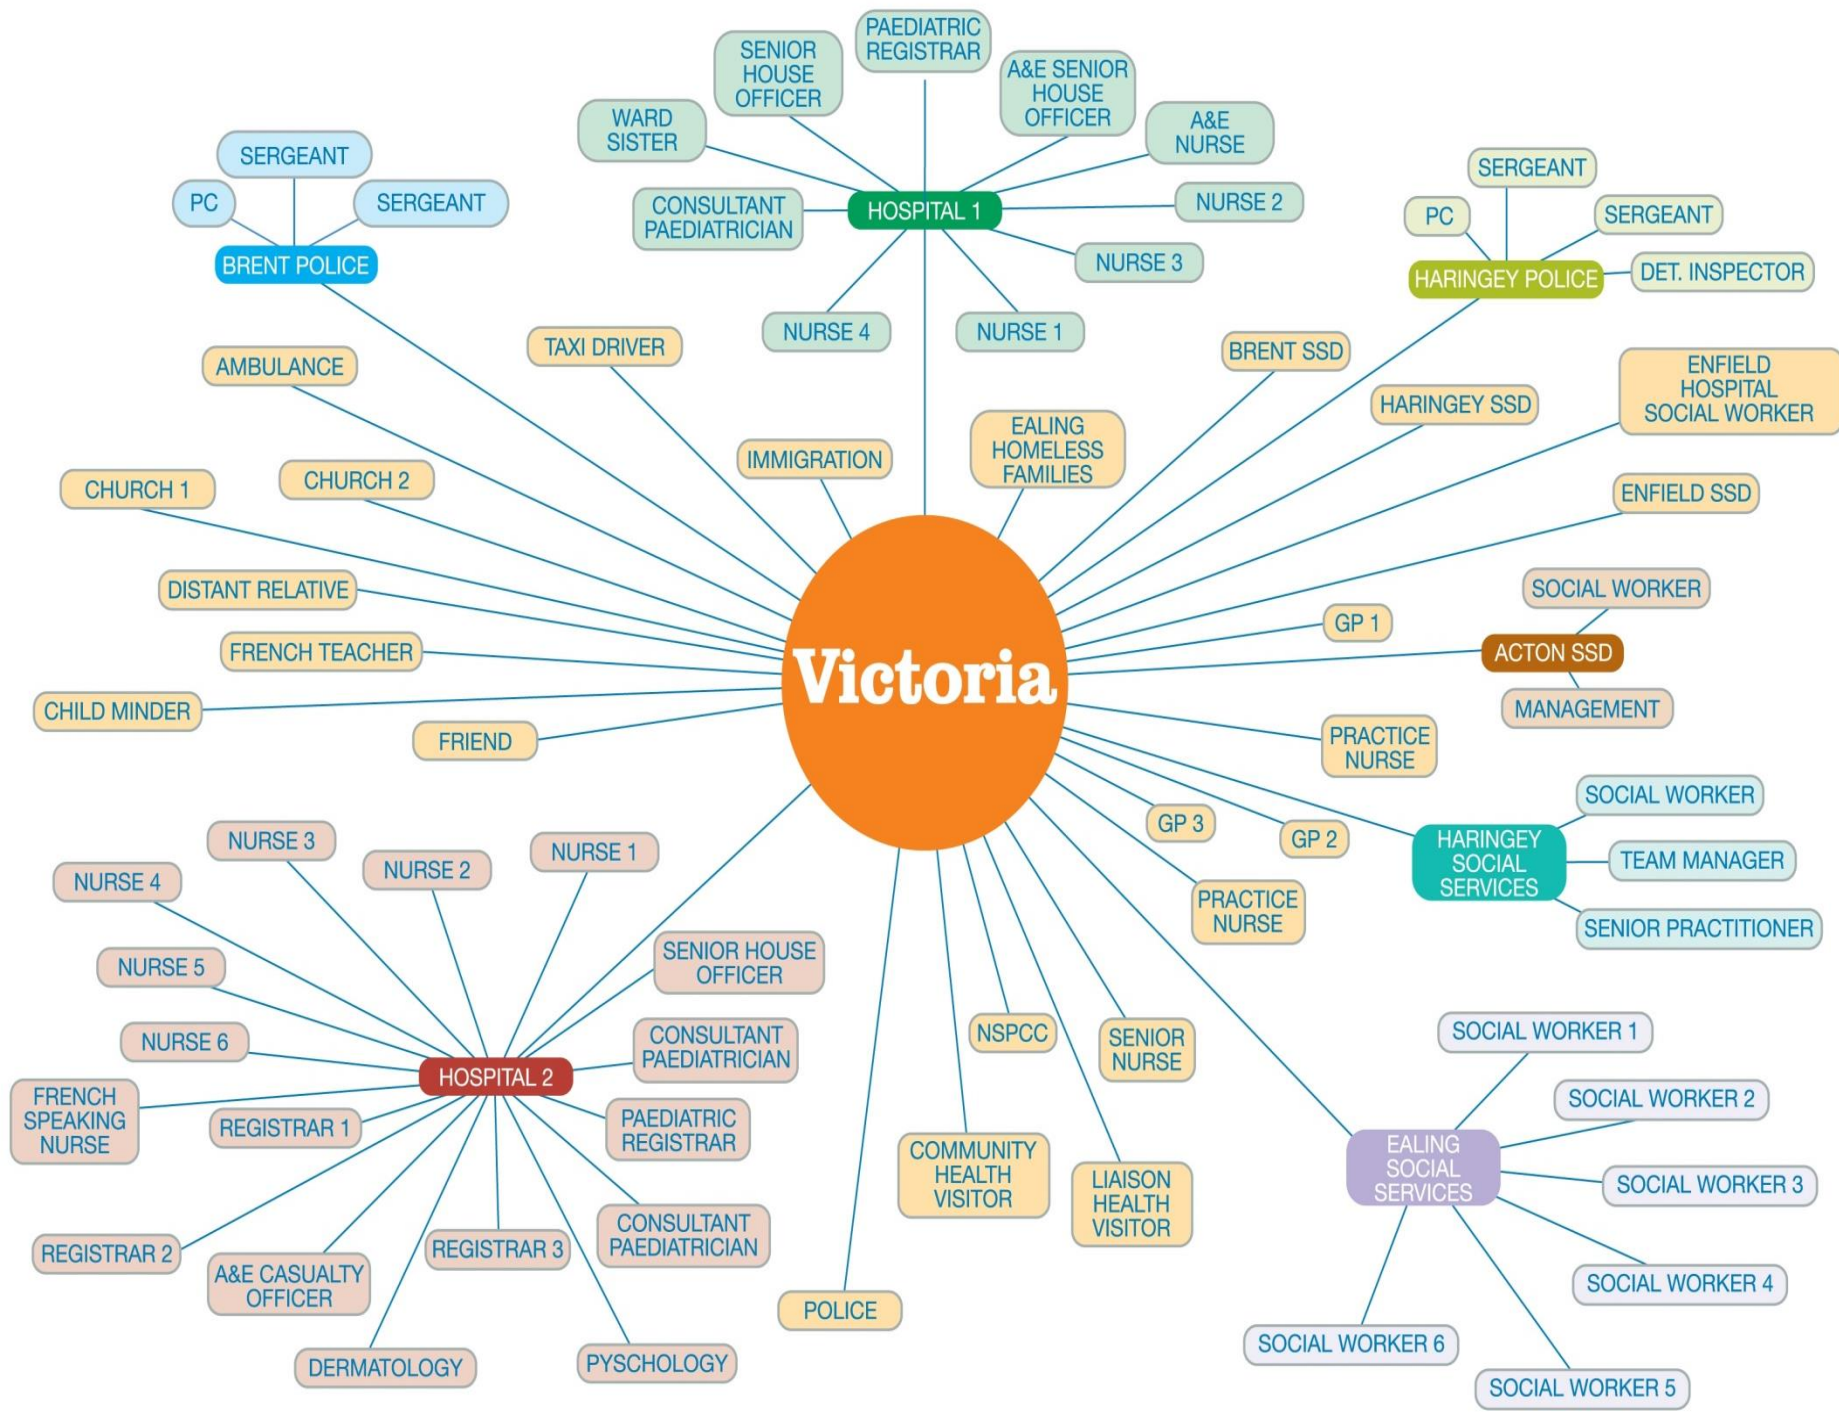 PAEDIATRIC
REGISTRAR
SENIOR
HOUSE
OFFICER
A&E SENIOR
HOUSE
OFFICER
WARD
SISTER
A&E
NURSE
CONSULTANT
PAEDIATRICIAN
HOSPITAL 1
NURSE 2
NURSE 3
NURSE 4
NURSE 1
SERGEANT
PC
SERGEANT
BRENT POLICE
SERGEANT
PC
SERGEANT
HARINGEY POLICE
DET. INSPECTOR
TAXI DRIVER
AMBULANCE
IMMIGRATION
EALING
HOMELESS
FAMILIES
BRENT SSD
HARINGEY SSD
ENFIELD
HOSPITAL
SOCIAL WORKER
CHURCH 1
CHURCH 2
ENFIELD SSD
DISTANT RELATIVE
FRENCH TEACHER
CHILD MINDER
FRIEND
Victoria
GP 1
SOCIAL WORKER
ACTON SSD
MANAGEMENT
PRACTICE
NURSE
GP 3
GP 2
PRACTICE
NURSE
HARINGEY
SOCIAL
SERVICES
SOCIAL WORKER
TEAM MANAGER
SENIOR PRACTITIONER
NURSE 3
NURSE 2
NURSE 1
NURSE 4
NURSE 5
NURSE 6
SENIOR HOUSE
OFFICER
CONSULTANT
PAEDIATRICIAN
HOSPITAL 2
FRENCH
SPEAKING
NURSE
REGISTRAR 1
PAEDIATRIC
REGISTRAR
REGISTRAR 2
A&E CASUALTY
OFFICER
REGISTRAR 3
CONSULTANT
PAEDIATRICIAN
DERMATOLOGY
PYSCHOLOGY
NSPCC
SENIOR
NURSE
COMMUNITY
HEALTH
VISITOR
LIAISON
HEALTH
VISITOR
POLICE
EALING
SOCIAL
SERVICES
SOCIAL WORKER 1
SOCIAL WORKER 2
SOCIAL WORKER 3
SOCIAL WORKER 4
SOCIAL WORKER 6
SOCIAL WORKER 5